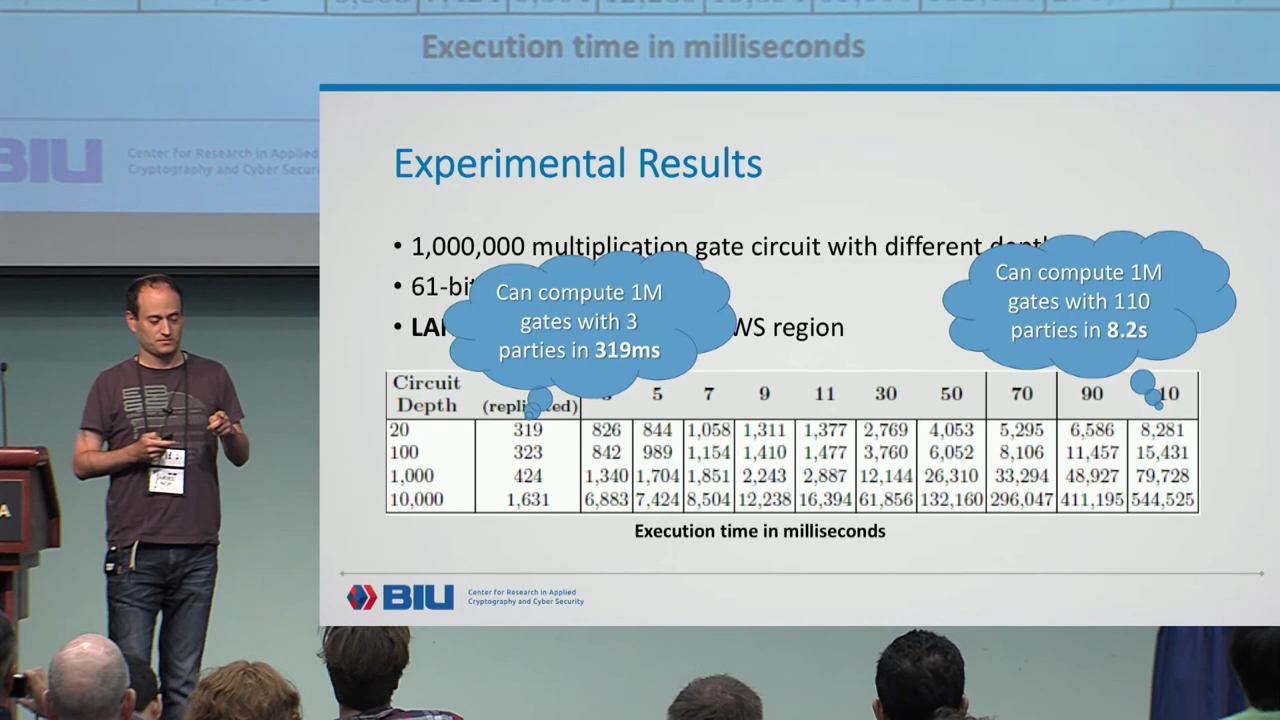 Execution time in milliseconds
BIU
Center for Research in Applied
Cryptography and Cyber Securi
Experimental Results
• 1,000,000 multiplication gate circuit with different
• 61-bi
• LA WS region
Can compute 1M
gates with 3
parties in 319ms
Can compute 1M
gates with 110
parties in 8.2s
Circuit
Depth (repli ed) 3 5 7 9 11 30 50 70 90 10
20 319 826 844 1,058 1,311 1,377 2,769 4,053 5,295 6,586 8,281
100 323 842 989 1,154 1,410 1,477 3,760 6,052 8,106 11,457 15,431
1,000 424 1,340 1,704 1,851 2,243 2,887 12,144 26,310 33,294 48,927 79,728
10,000 1,631 6,883 7,424 8,504 12,238 16,394 61,856 132,160 296,047 411,195 544,525
Execution time in milliseconds
BIU
Center for Research in Applied
Cryptography and Cyber Security
A